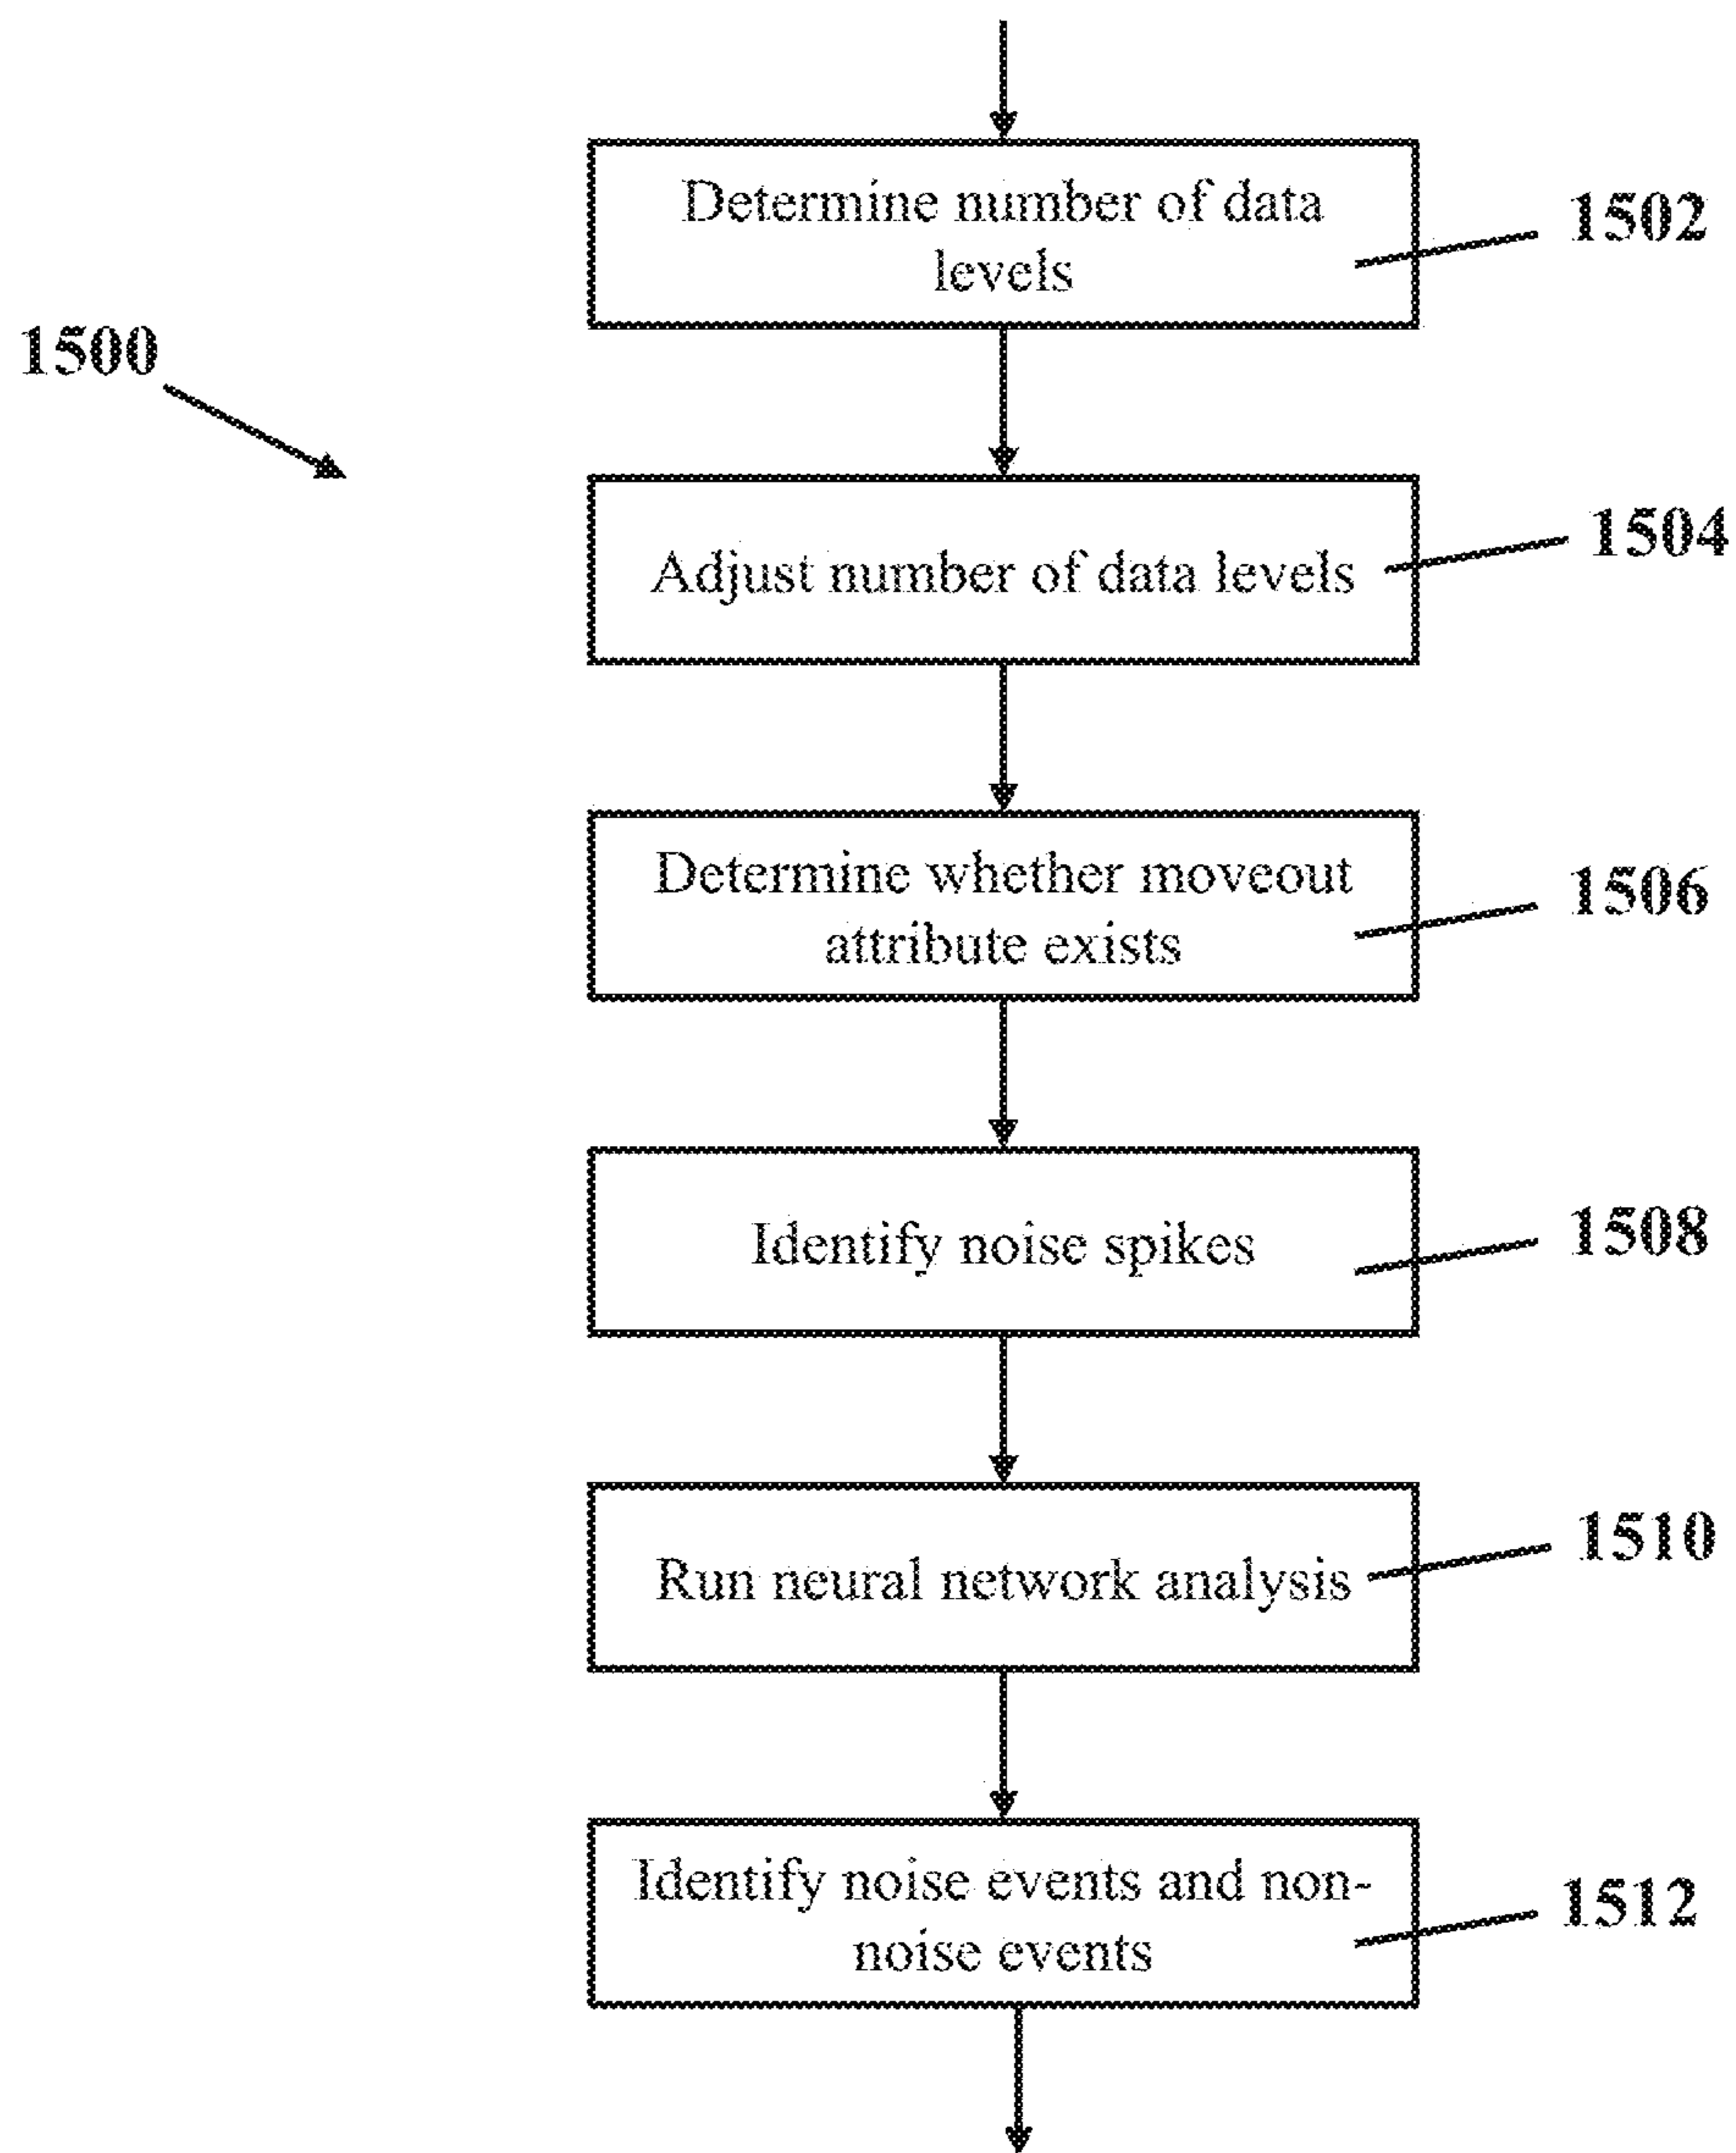 Determine number of data
levels
1502
1500
Adjust number of data levels
1504
Determine whether moveout
attribute exists
1506
Identify noise spikes
1508
Run neural network analysis
1510
Identify noise events and non-
noise events
1512